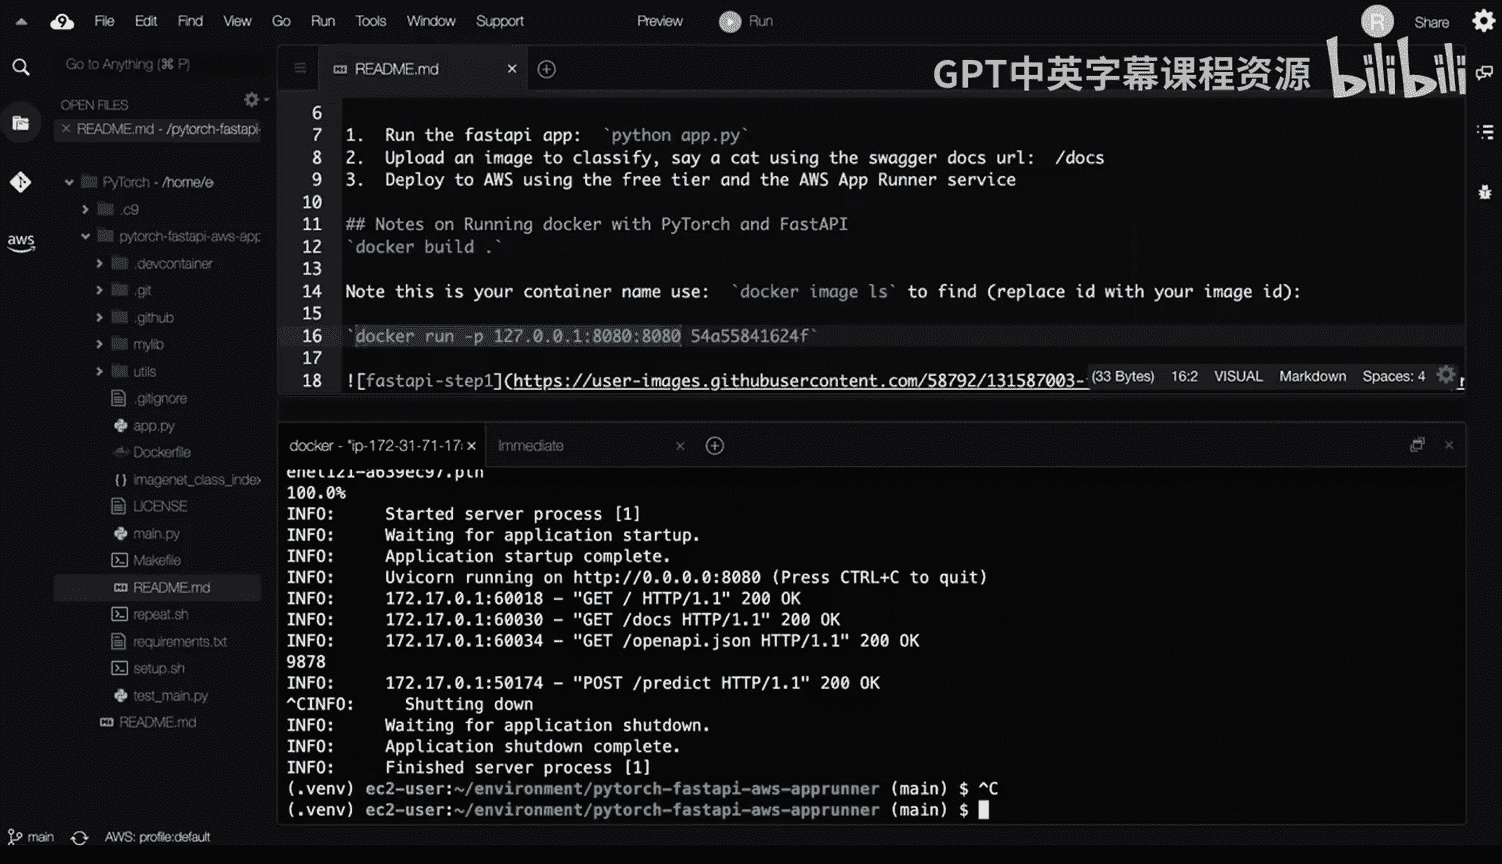 File Edit Find View Go Run Tools Window Support Preview Run R Share
GPT中英字幕课程资源 bilibili
Go to Anything (⌘ P)
OPEN FILES
README.md - /pytorch-fastapi-
PyTorch - /home/e
.c9
pytorch-fastapi-aws-app
.devcontainer
.git
.github
mylib
utils
.gitignore
app.py
Dockerfile
imagenet_class_index
LICENSE
main.py
Makefile
README.md
repeat.sh
requirements.txt
setup.sh
test_main.py
README.md
aws
README.md
6
7 1. Run the fastapi app: `python app.py`
8 2. Upload an image to classify, say a cat using the swagger docs url: /docs
9 3. Deploy to AWS using the free tier and the AWS App Runner service
10
11 ## Notes on Running docker with PyTorch and FastAPI
12 `docker build .`
13
14 Note this is your container name use: `docker image ls` to find (replace id with your image id):
15
16 `docker run -p 127.0.0.1:8080:8080 54a55841624f`
17
18 ![fastapi-step1](https://user-images.githubusercontent.com/58792/131587003-
(33 Bytes) 16:2 VISUAL Markdown Spaces: 4
docker - "ip-172-31-71-17 Immediate
enet121-a639ec97.pth
100.0%
INFO: Started server process [1]
INFO: Waiting for application startup.
INFO: Application startup complete.
INFO: Uvicorn running on http://0.0.0.0:8080 (Press CTRL+C to quit)
INFO: 172.17.0.1:60018 - "GET / HTTP/1.1" 200 OK
INFO: 172.17.0.1:60030 - "GET /docs HTTP/1.1" 200 OK
INFO: 172.17.0.1:60034 - "GET /openapi.json HTTP/1.1" 200 OK
9878
INFO: 172.17.0.1:50174 - "POST /predict HTTP/1.1" 200 OK
^CINFO: Shutting down
INFO: Waiting for application shutdown.
INFO: Application shutdown complete.
INFO: Finished server process [1]
(.venv) ec2-user:~/environment/pytorch-fastapi-aws-apprunner (main) $ ^C
(.venv) ec2-user:~/environment/pytorch-fastapi-aws-apprunner (main) $
main AWS: profile:default